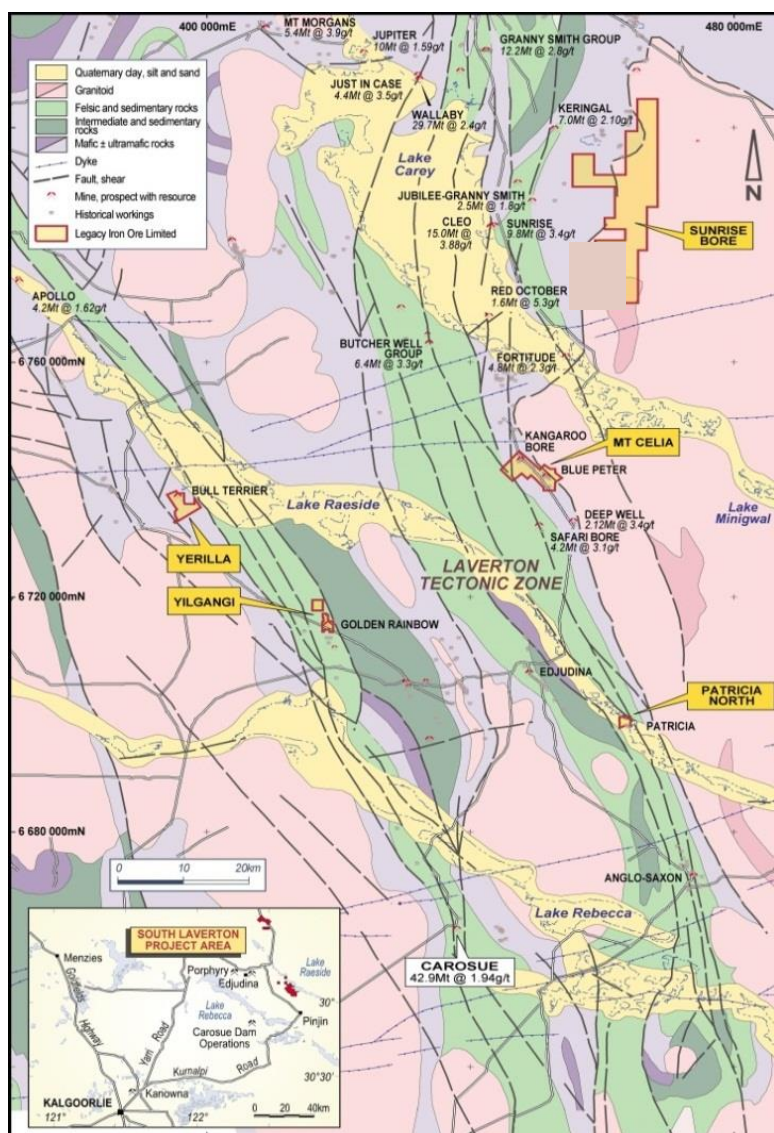 400 000mE
480 000mE
MT MORGANS
5.4Mt @ 3.9g/t
JUPITER
10Mt @ 1.59g/t
GRANNY SMITH GROUP
12.2Mt @ 2.8g/t
Quaternary clay, silt and sand
Granitoid
Felsic and sedimentary rocks
Intermediate and sedimentary
rocks
Mafic ± ultramafic rocks
Dyke
Fault, shear
Mine, prospect with resource
Historical workings
Legacy Iron Ore Limited
JUST IN CASE
4.4Mt @ 3.5g/t
WALLABY
29.7Mt @ 2.4g/t
KERINGAL
7.0Mt @ 2.10g/t
Lake
Carey
N
JUBILEE-GRANNY SMITH
2.5Mt @ 1.8g/t
CLEO
15.0Mt @
3.88g/t
SUNRISE
9.8Mt @ 3.4g/t
SUNRISE
BORE
APOLLO
4.2Mt @ 1.62g/t
RED OCTOBER
1.6Mt @ 5.3g/t
BUTCHER WELL
GROUP
6.4Mt @ 3.3g/t
FORTITUDE
4.8Mt @ 2.3g/t
6 760 000mN
KANGAROO
BORE
MT CELIA
BLUE PETER
BULL TERRIER
Lake Raeside
Lake
Minigwal
DEEP WELL
2.12Mt @ 3.4g/t
SAFARI BORE
4.2Mt @ 3.1g/t
YERILLA
LAVERTON
TECTONIC ZONE
YILGANGI
6 720 000mN
GOLDEN RAINBOW
EDJUDINA
PATRICIA
NORTH
PATRICIA
6 680 000mN
0 10 20km
ANGLO-SAXON
Lake Rebecca
CAROSUE
42.9Mt @ 1.94g/t
SOUTH LAVERTON
PROJECT AREA
Menzies
Goldfields
Highway
Porphyry
Edjudina
Lake
Raeside
Lake
Rebecca
30°
Pinjin
Carosue Dam
Operations
Yarri Road
Kurnalpi Road
30°30'
Kanowna
KALGOORLIE
121°
122°
0 20 40km